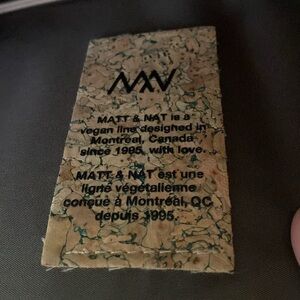 MATT & NAT is a
vegan line designed in
Montreal, Canada
since 1995, with love.
MATT & NAT est une
ligne végétalienne
conçue à Montréal, QC
depuis 1995.